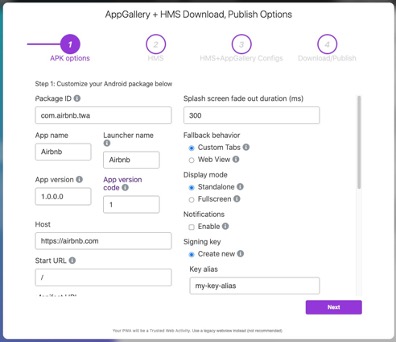 AppGallery + HMS Download, Publish Options
1
2
3
4
APK options
HMS
HMS+AppGallery Configs
Download/Publish
Step 1: Customize your Android package below
Package ID
com.airbnb.twa
App name
Launcher name
Airbnb
Airbnb
App version
App version code
1.0.0.0
1
Host
https://airbnb.com
Start URL
/
Splash screen fade out duration (ms)
300
Fallback behavior
Custom Tabs
Web View
Display mode
Standalone
Fullscreen
Notifications
Enable
Signing key
Create new
Key alias
my-key-alias
Next
Your PWA will be a Trusted Web Activity. Use a legacy webview instead (not recommended).